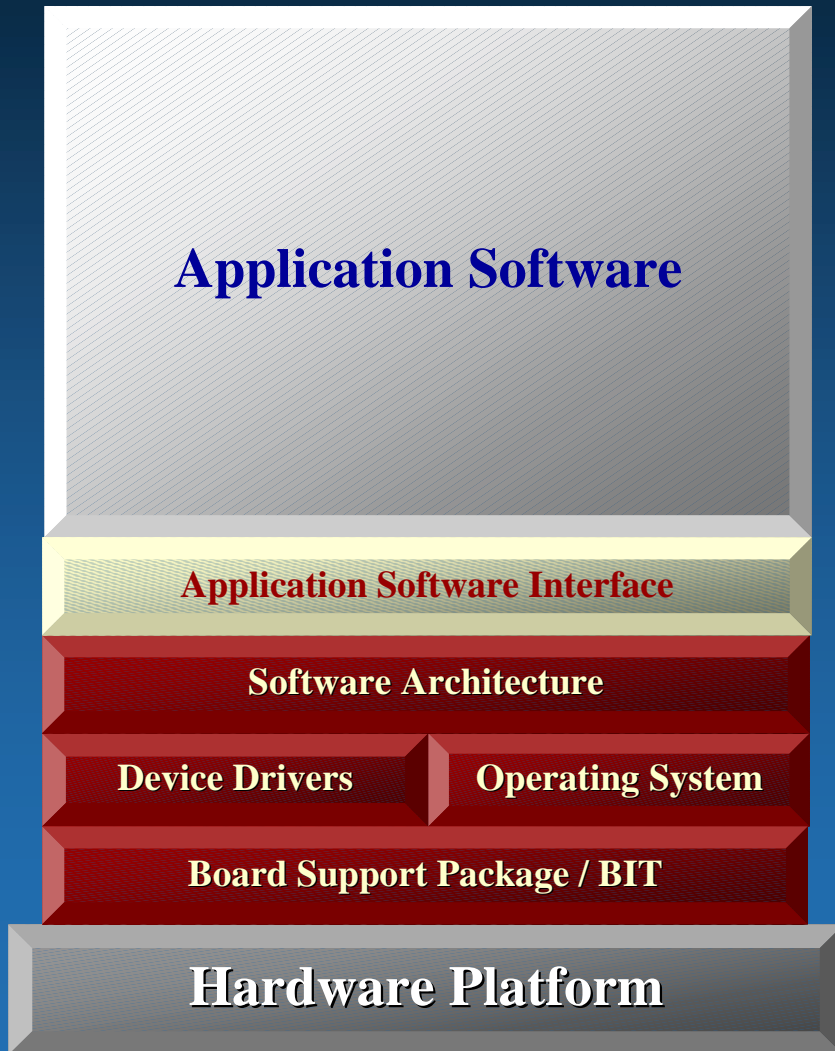 Application Software
Application Software Interface
Software Architecture
Device Drivers
Operating System
Board Support Package / BIT
Hardware Platform